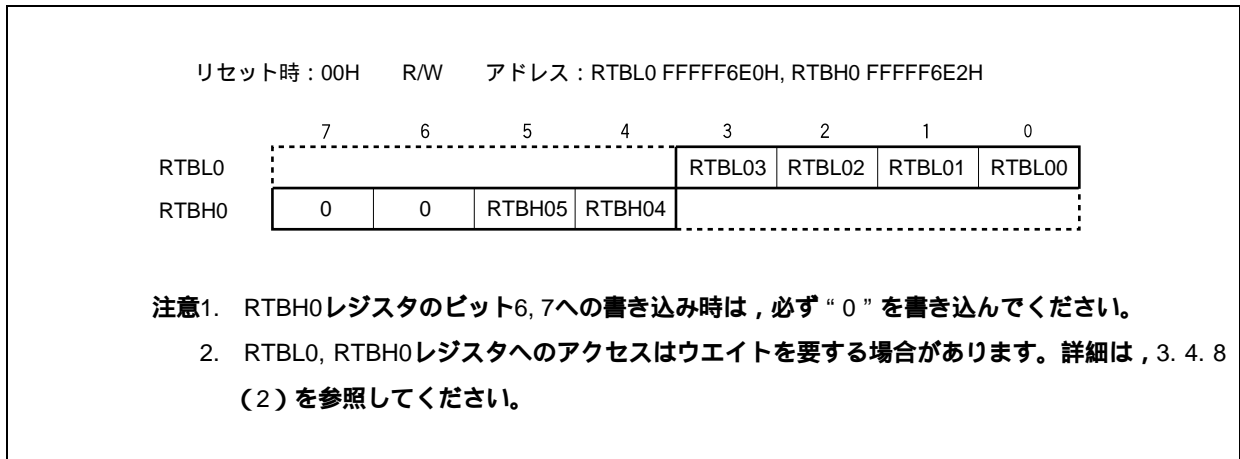 リセット時：00H R/W アドレス：RTBL0 FFFFF6E0H, RTBH0 FFFFF6E2H
7 6 5 4 3 2 1 0
RTBL0 RTBL03 RTBL02 RTBL01 RTBL00
RTBH0 0 0 RTBH05 RTBH04
注意1. RTBH0レジスタのビット6, 7への書き込み時は，必ず“0”を書き込んでください。
2. RTBL0, RTBH0レジスタへのアクセスはウエイトを要する場合があります。詳細は，3. 4. 8
（2）を参照してください。